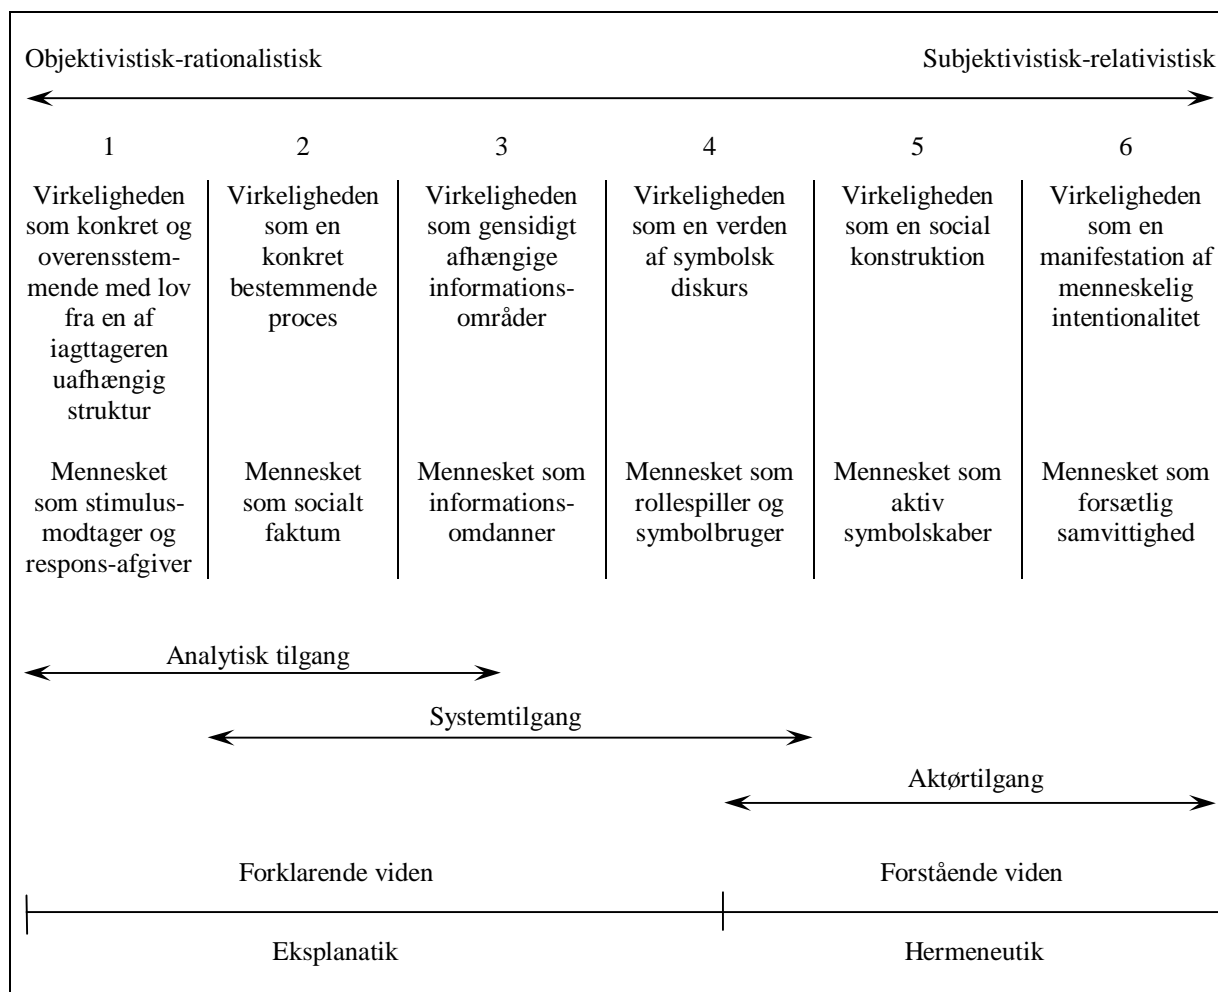 Objektivistisk-rationalistisk
Subjektivistisk-relativistisk
1
2
3
4
5
6
Virkeligheden
som konkret og
overensstem-
mende med lov
fra en af
iagttageren
uafhængig
struktur
Virkeligheden
som en
konkret
bestemmende
proces
Virkeligheden
som gensidigt
afhængige
informations-
områder
Virkeligheden
som en verden
af symbolsk
diskurs
Virkeligheden
som en social
konstruktion
Virkeligheden
som en
manifestation af
menneskelig
intentionalitet
Mennesket
som stimulus-
modtager og
respons-afgiver
Mennesket
som socialt
faktum
Mennesket som
informations-
omdanner
Mennesket som
rollespiller og
symbolbruger
Mennesket som
aktiv
symbolskaber
Mennesket som
forsætlig
samvittighed
Analytisk tilgang
Systemtilgang
Aktørtilgang
Forklarende viden
Forstående viden
Eksplanatik
Hermeneutik